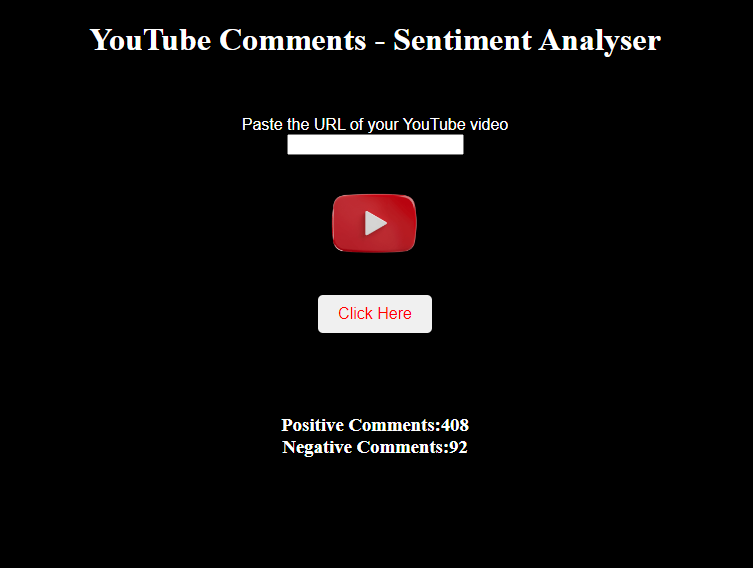 YouTube Comments - Sentiment Analyser
Paste the URL of your YouTube video
Click Here
Positive Comments:408
Negative Comments:92